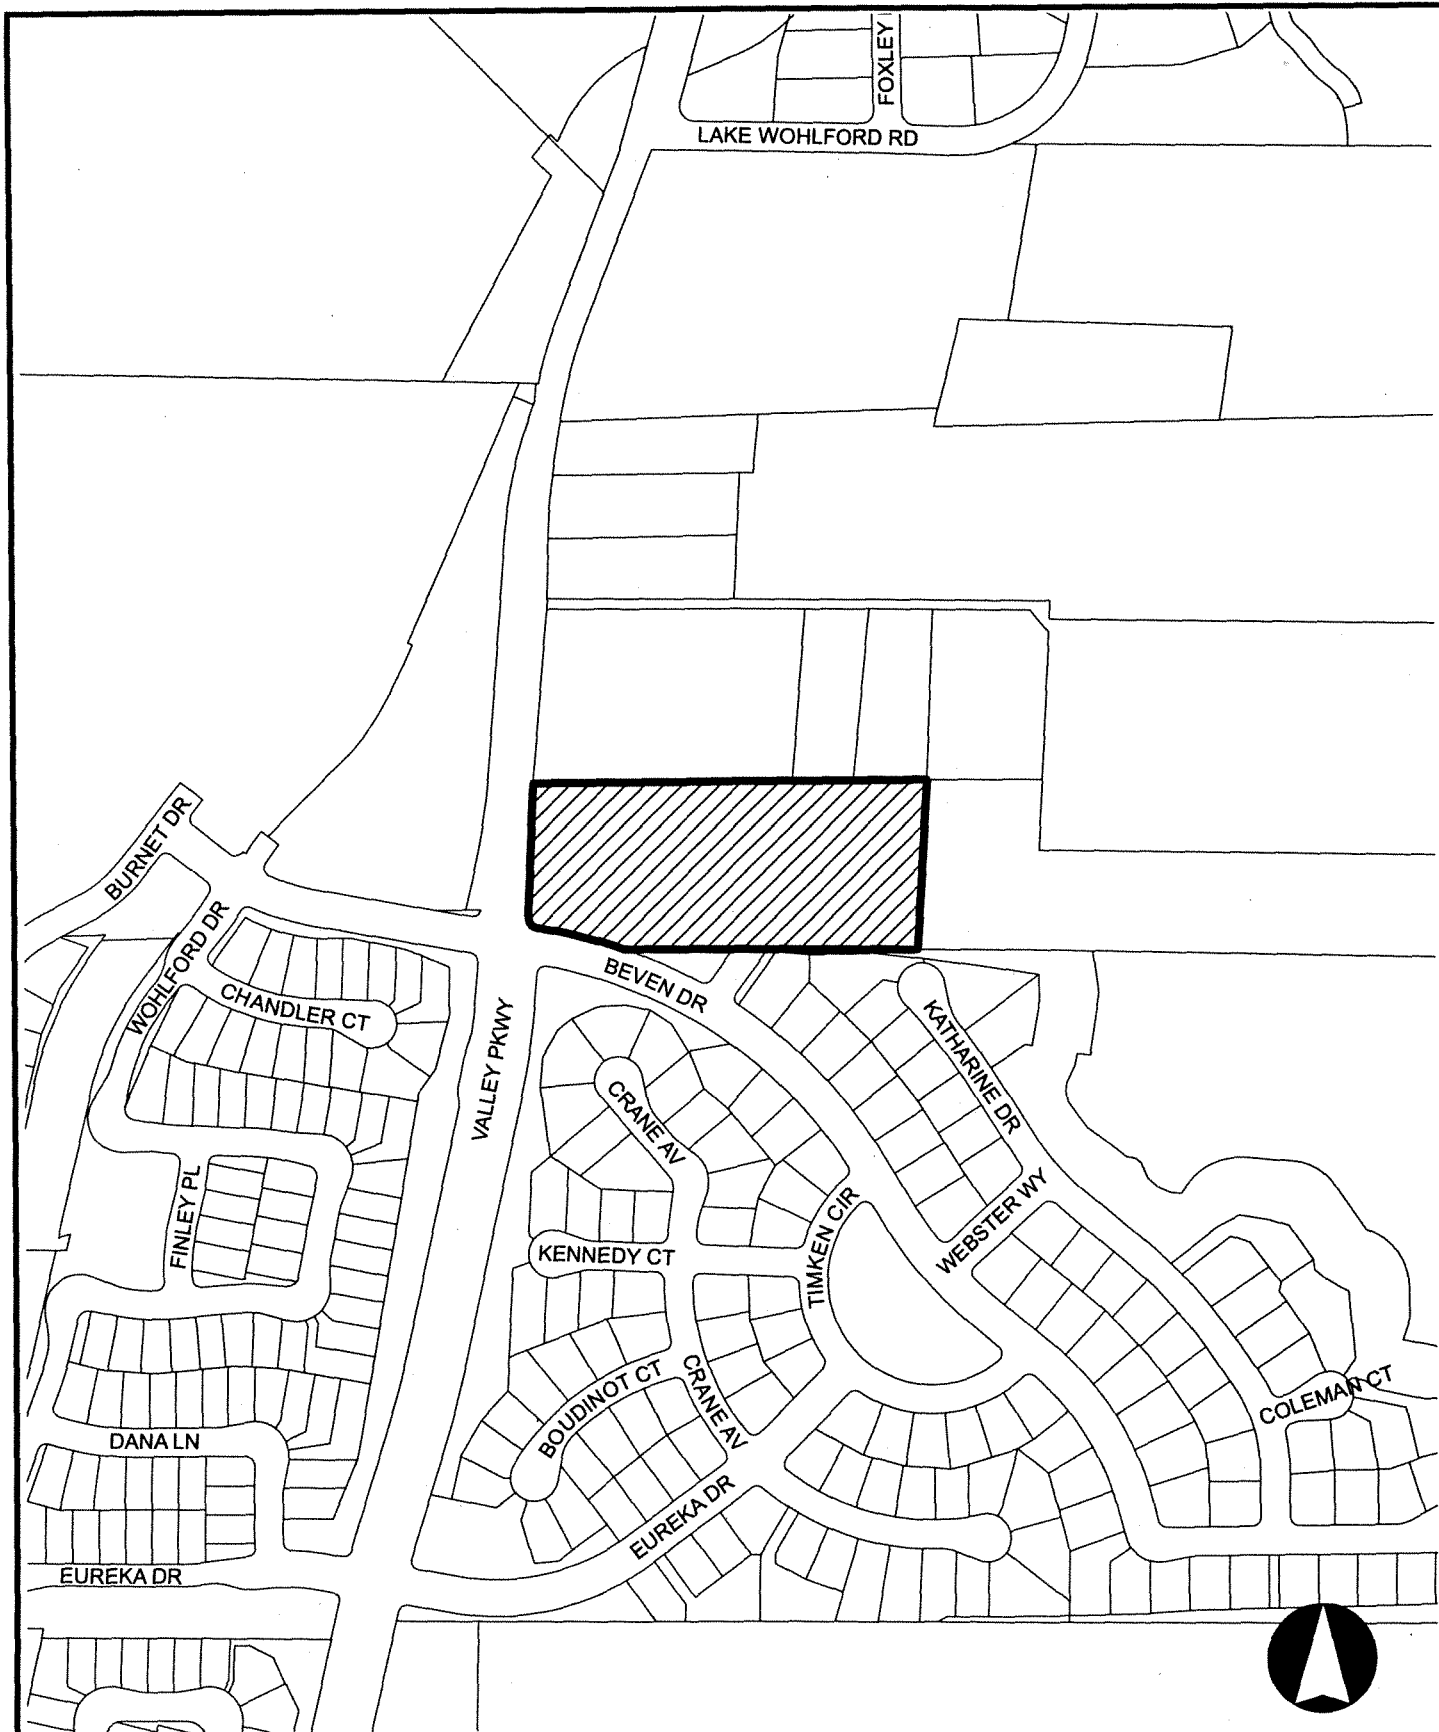 FOXLEY
LAKE WOHLFORD RD
BURNET DR
WOHLFORD DR
CHANDLER CT
BEVEN DR
VALLEY PKWY
KATHARINE DR
CRANE AV
FINLEY PL
KENNEDY CT
TIMKEN CIR
WEBSTER WY
BOUDINOT CT
CRANE AV
COLEMAN CT
DANA LN
EUREKA DR
EUREKA DR